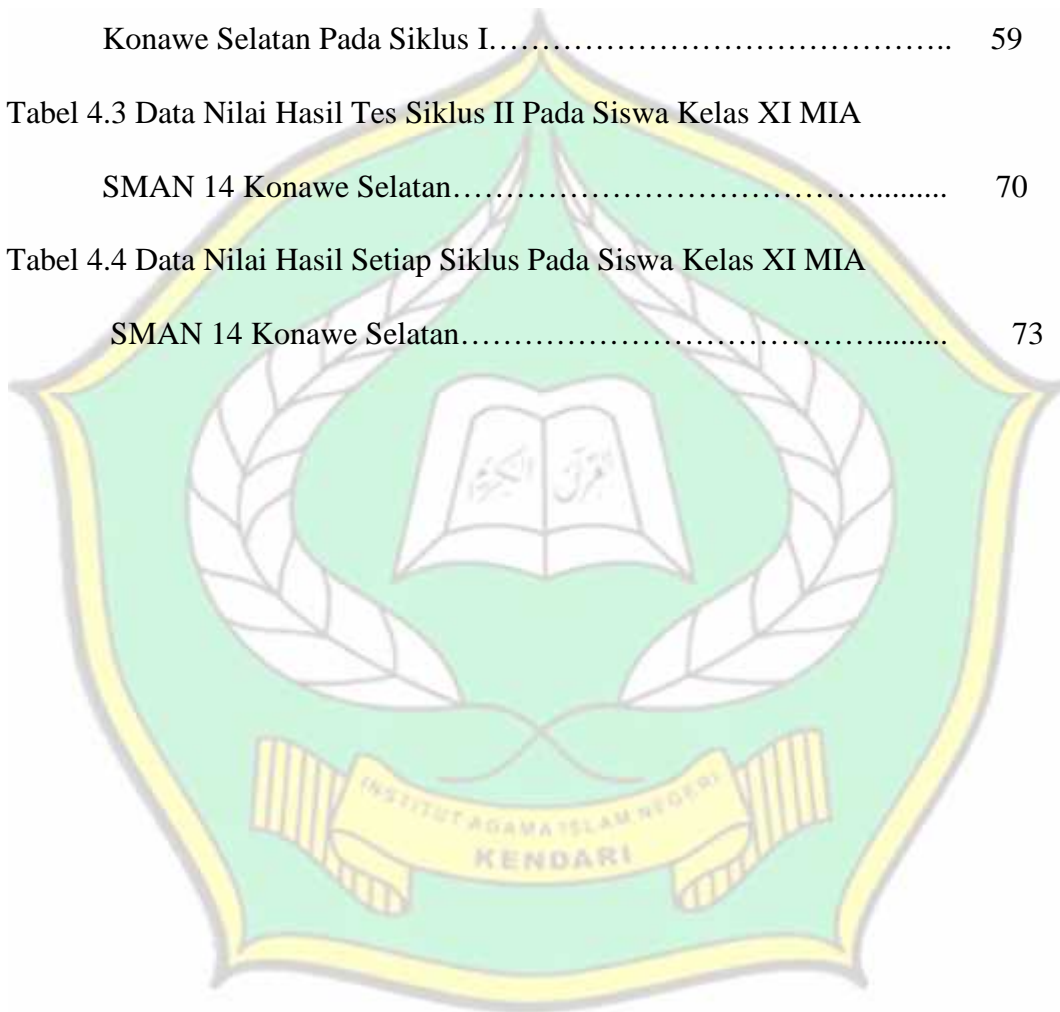 Konawe Selatan Pada Siklus I…………………………………….. 59
Tabel 4.3 Data Nilai Hasil Tes Siklus II Pada Siswa Kelas XI MIA
SMAN 14 Konawe Selatan………………………………….......... 70
Tabel 4.4 Data Nilai Hasil Setiap Siklus Pada Siswa Kelas XI MIA
SMAN 14 Konawe Selatan…………………………………......... 73
القرآن
الكريم
INSTITUT AGAMA ISLAM NEGERI
KENDARI